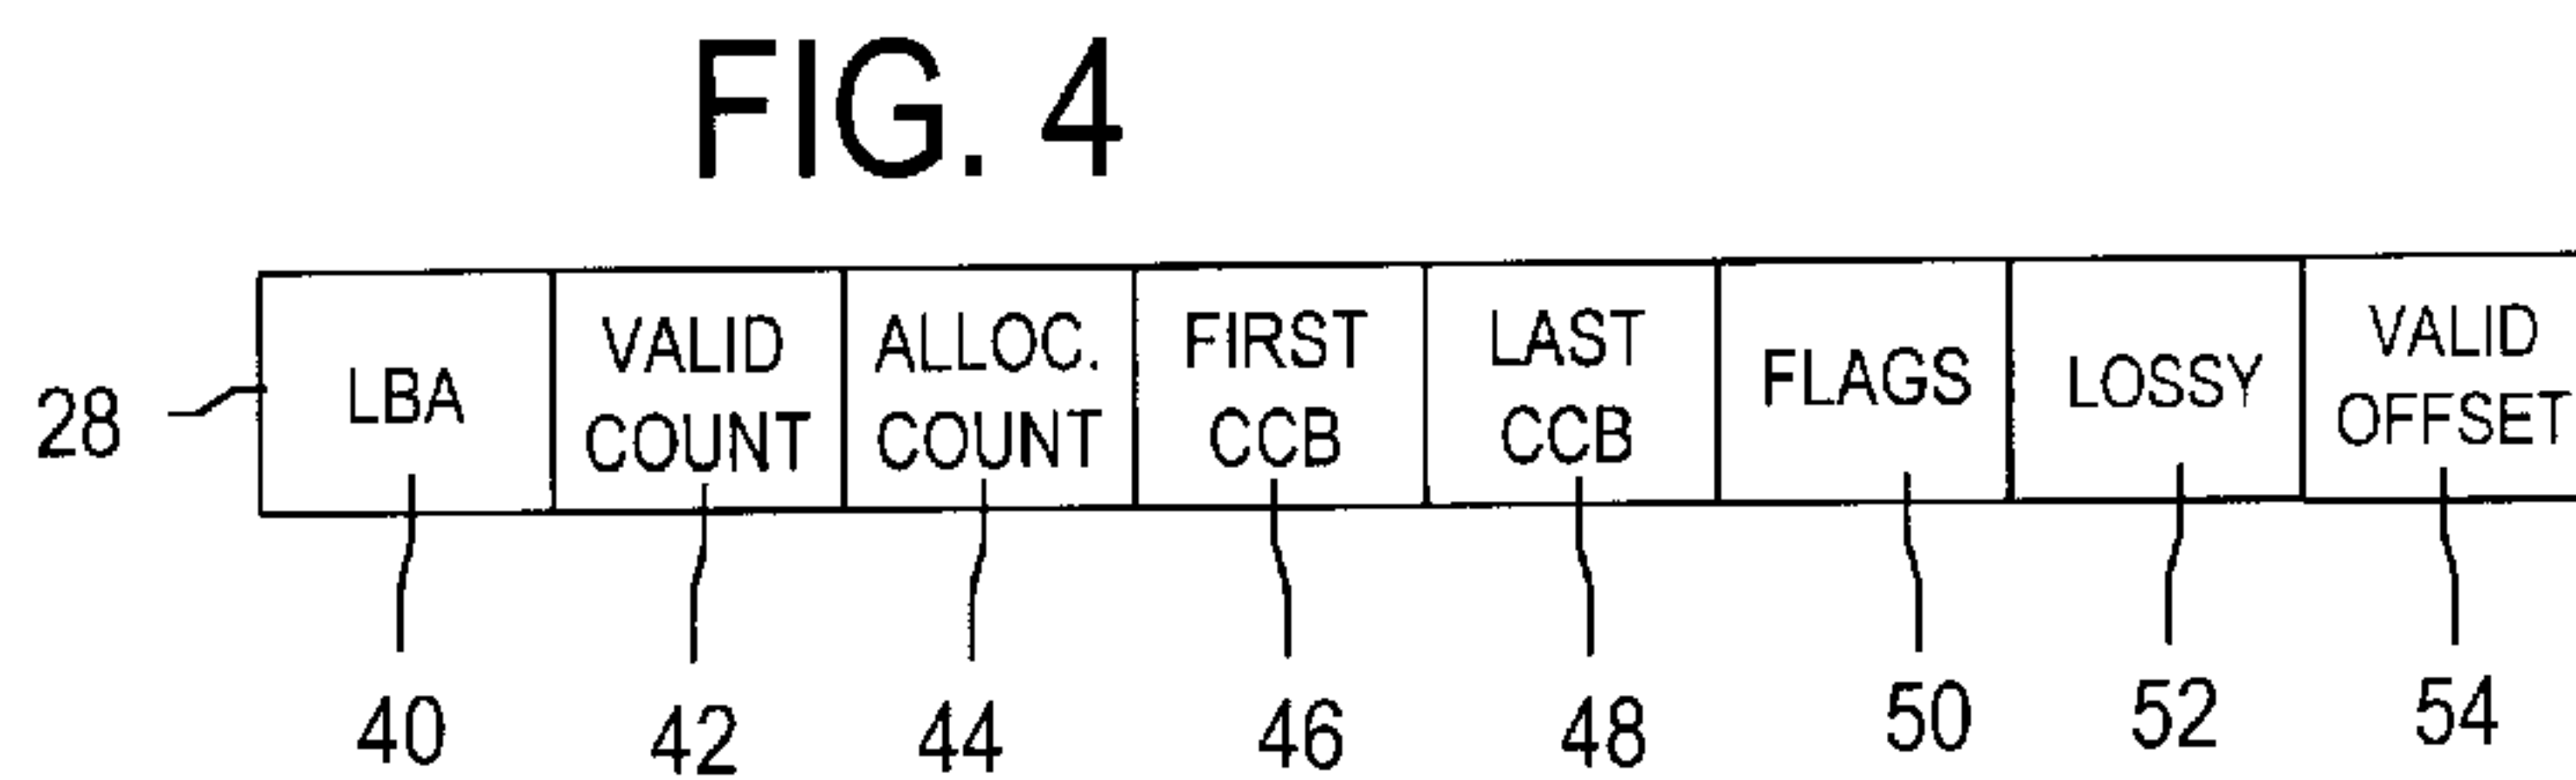 FIG. 4
28
LBA
VALID
COUNT
ALLOC.
COUNT
FIRST
CCB
LAST
CCB
FLAGS
LOSSY
VALID
OFFSET
40 42 44 46 48 50 52 54